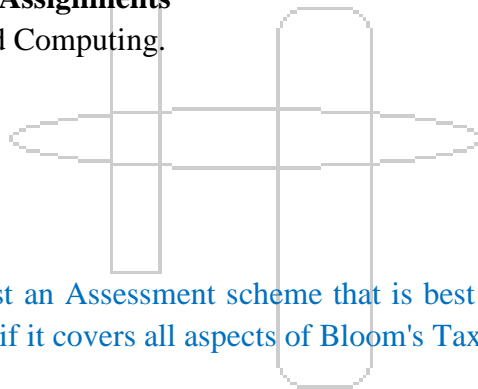 Assignments
d Computing.
st an Assessment scheme that is best
if it covers all aspects of Bloom's Tax